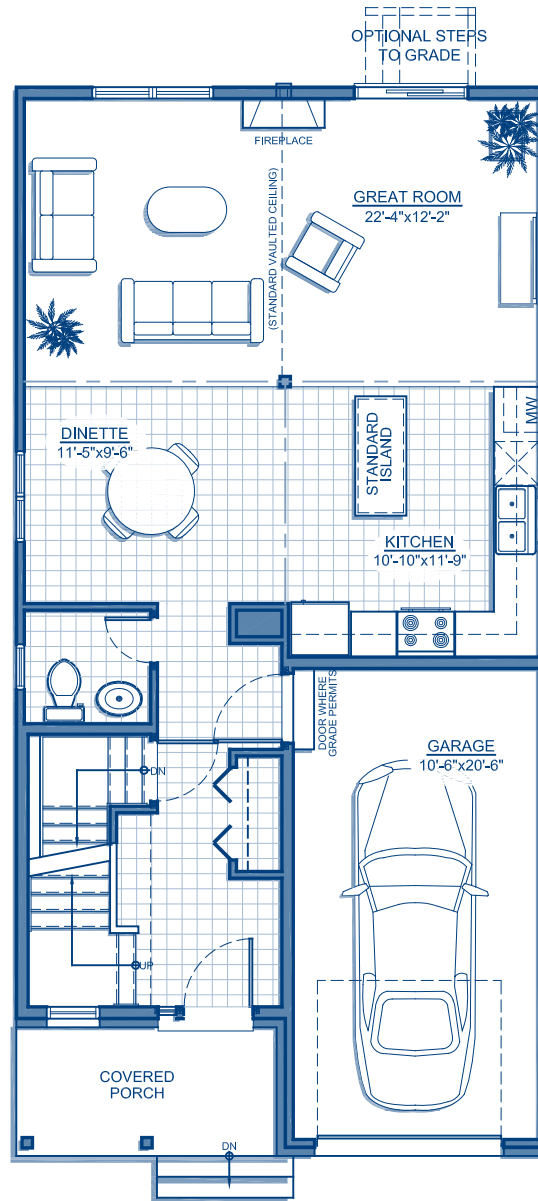 OPTIONAL STEPS
TO GRADE
FIREPLACE
(STANDARD VAULTED CEILING)
GREAT ROOM
22'-4"x12'-2"
MW
DINETTE
11'-5"x9'-6"
STANDARD
ISLAND
KITCHEN
10'-10"x11'-9"
DOOR WHERE
GRADE PERMITS
GARAGE
10'-6"x20'-6"
DN
UP
COVERED
PORCH
DN